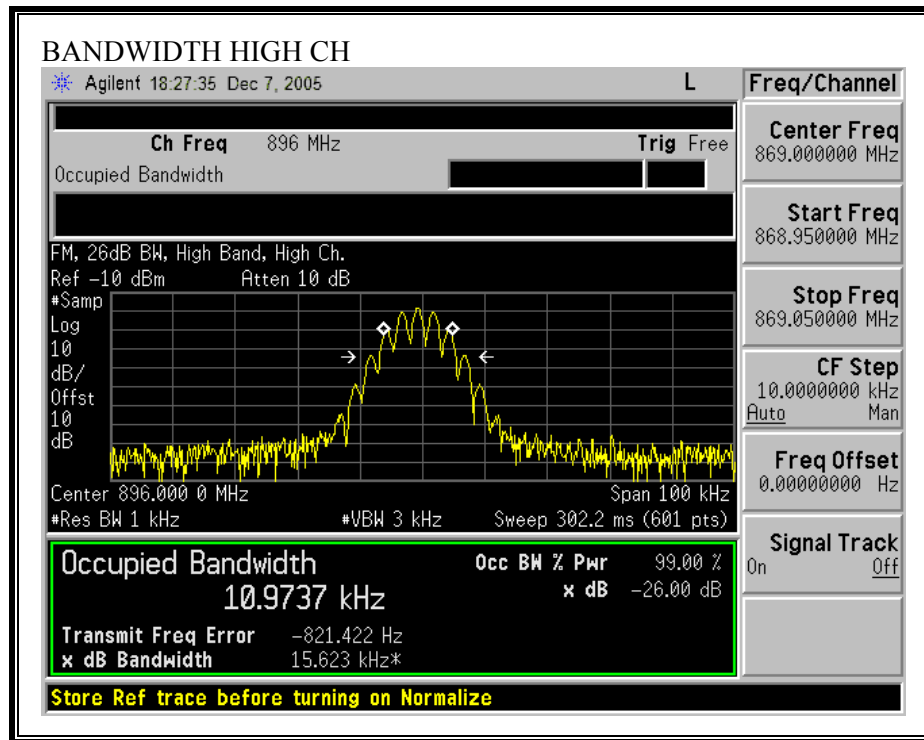 BANDWIDTH HIGH CH
Agilent 18:27:35 Dec 7, 2005 L Freq/Channel
Ch Freq 896 MHz Trig Free
Occupied Bandwidth
Center Freq
869.000000 MHz
Start Freq
868.950000 MHz
Stop Freq
869.050000 MHz
CF Step
10.0000000 kHz
Auto Man
Freq Offset
0.00000000 Hz
Signal Track
On Off
FM, 26dB BW, High Band, High Ch.
Ref -10 dBm Atten 10 dB
#Samp
Log
10
dB/
Offst
10
dB
Center 896.000 0 MHz Span 100 kHz
#Res BW 1 kHz #VBW 3 kHz Sweep 302.2 ms (601 pts)
Occupied Bandwidth Occ BW % Pwr 99.00 %
10.9737 kHz x dB -26.00 dB
Transmit Freq Error -821.422 Hz
x dB Bandwidth 15.623 kHz*
Store Ref trace before turning on Normalize